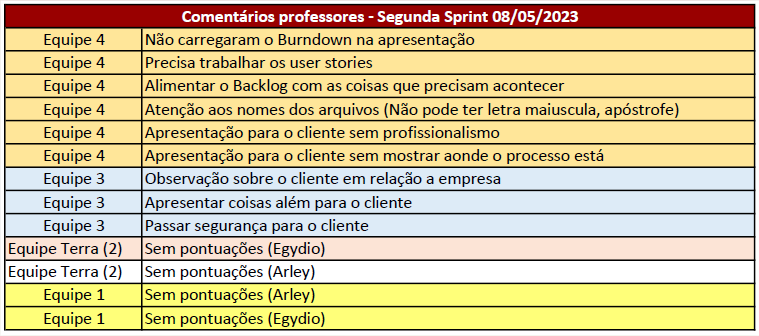 Comentários professores - Segunda Sprint 08/05/2023
Equipe 4 Não carregaram o Burndown na apresentação
Equipe 4 Precisa trabalhar os user stories
Equipe 4 Alimentar o Backlog com as coisas que precisam acontecer
Equipe 4 Atenção aos nomes dos arquivos (Não pode ter letra maiuscula, apóstrofe)
Equipe 4 Apresentação para o cliente sem profissionalismo
Equipe 4 Apresentação para o cliente sem mostrar aonde o processo está
Equipe 3 Observação sobre o cliente em relação a empresa
Equipe 3 Apresentar coisas além para o cliente
Equipe 3 Passar segurança para o cliente
Equipe Terra (2) Sem pontuações (Egydio)
Equipe Terra (2) Sem pontuações (Arley)
Equipe 1 Sem pontuações (Arley)
Equipe 1 Sem pontuações (Egydio)